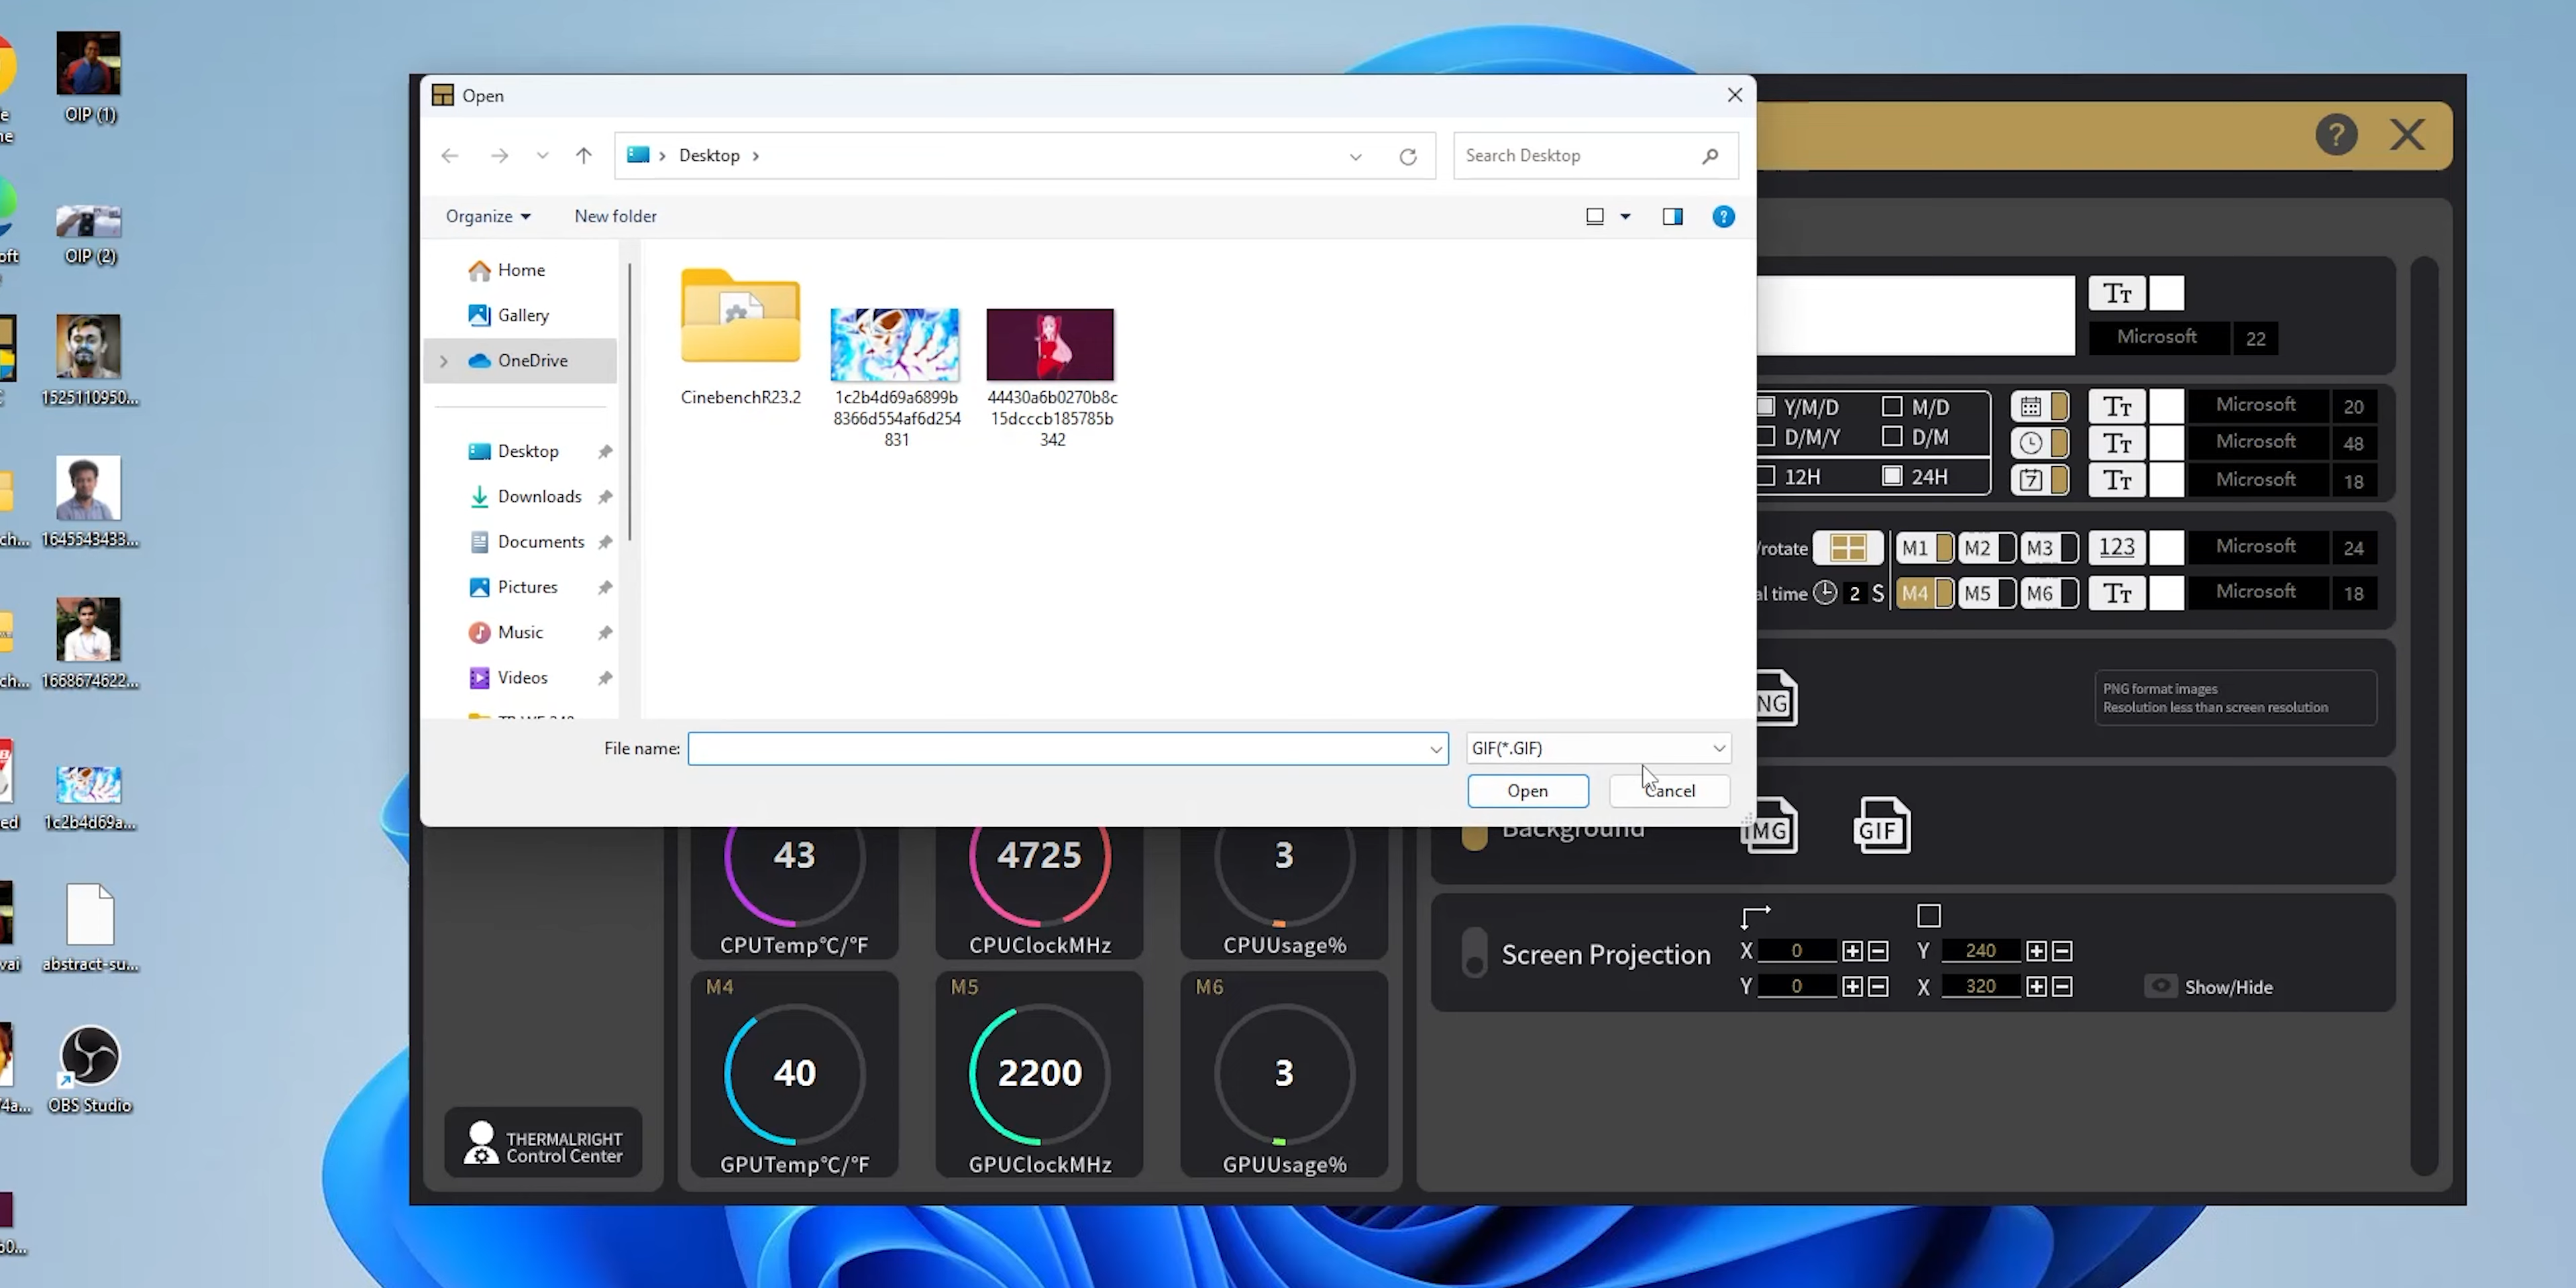 OIP (1)
OIP (2)
1525110950...
1645543433...
1668674622...
1c2b4d69a...
abstract-su...
OBS Studio
Open
Desktop
Search Desktop
Organize
New folder
Home
Gallery
OneDrive
Desktop
Downloads
Documents
Pictures
Music
Videos
CinebenchR23.2
1c2b4d69a6899b
8366d554af6d254
831
44430a6b0270b8c
15dcccb185785b
342
File name:
GIF(*.GIF)
Open
Cancel
Microsoft 22
Y/M/D M/D
D/M/Y D/M
12H 24H
Microsoft 20
Microsoft 48
7 Microsoft 18
/rotate M1 M2 M3 123 Microsoft 24
al time 2 S M4 M5 M6 Tт Microsoft 18
PNG format images
Resolution less than screen resolution
Background IMG GIF
Screen Projection
X 0 Y 240
Y 0 X 320
Show/Hide
43
CPUTemp°C/°F
4725
CPUClockMHz
3
CPUUsage%
M4
40
GPUTemp°C/°F
M5
2200
GPUClockMHz
M6
3
GPUUsage%
THERMALRIGHT
Control Center